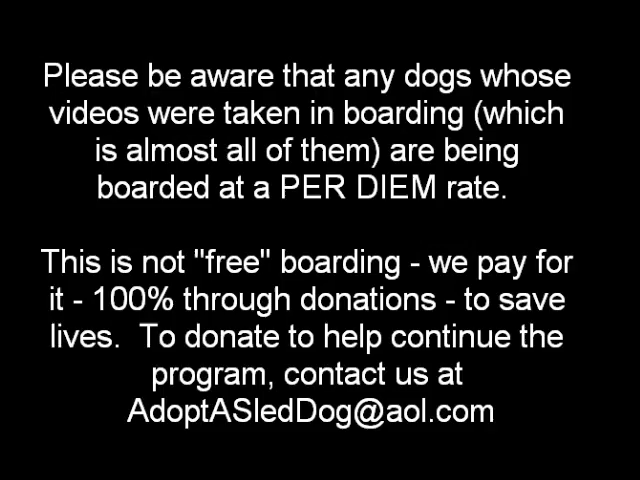 Please be aware that any dogs whose
videos were taken in boarding (which
is almost all of them) are being
boarded at a PER DIEM rate.
This is not "free" boarding - we pay for
it - 100% through donations - to save
lives.  To donate to help continue the
program, contact us at
AdoptASledDog@aol.com